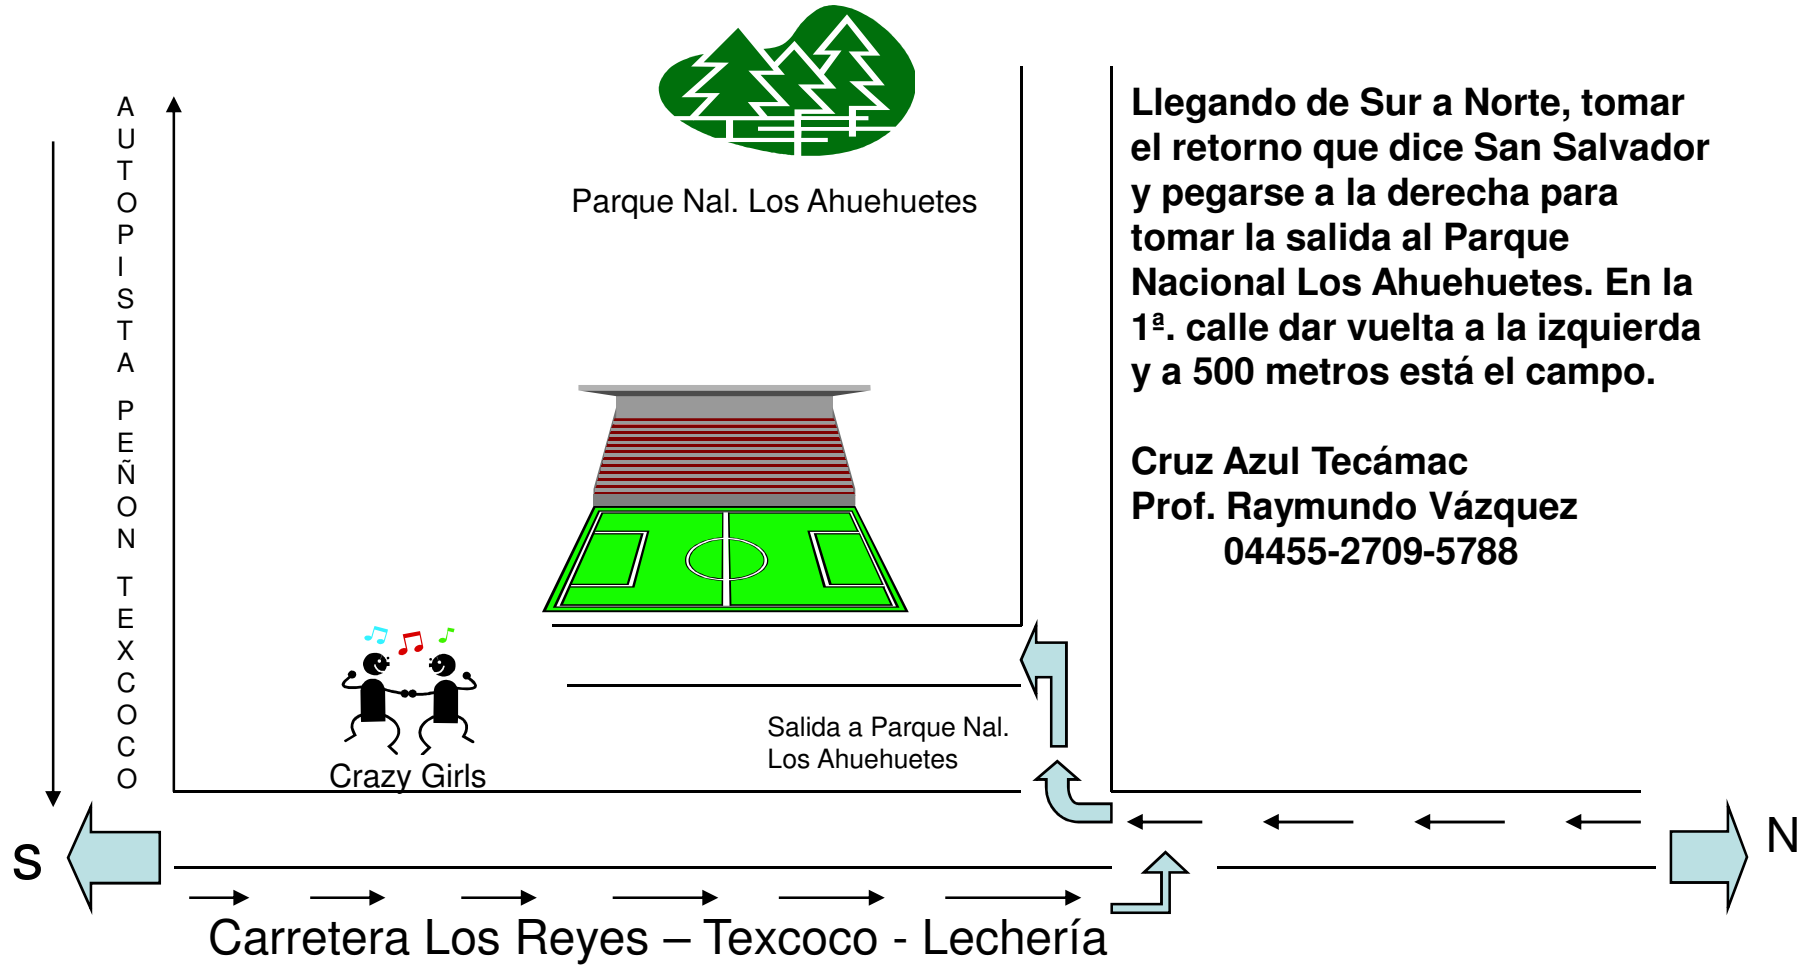 AUTOPISTA PEÑON TEXCOCO
Parque Nal. Los Ahuehuetes
Llegando de Sur a Norte, tomar
el retorno que dice San Salvador
y pegarse a la derecha para
tomar la salida al Parque
Nacional Los Ahuehuetes. En la
1ª. calle dar vuelta a la izquierda
y a 500 metros está el campo.
Cruz Azul Tecámac
Prof. Raymundo Vázquez
04455-2709-5788
Salida a Parque Nal.
Los Ahuehuetes
Crazy Girls
S
N
Carretera Los Reyes – Texcoco - Lechería